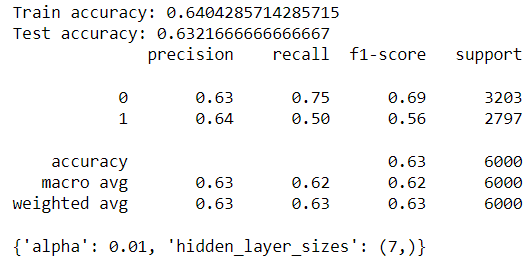 Train accuracy: 0.6404285714285715
Test accuracy: 0.6321666666666667
precision recall f1-score support
0 0.63 0.75 0.69 3203
1 0.64 0.50 0.56 2797
accuracy 0.63 6000
macro avg 0.63 0.62 0.62 6000
weighted avg 0.63 0.63 0.63 6000
{'alpha': 0.01, 'hidden_layer_sizes': (7,)}